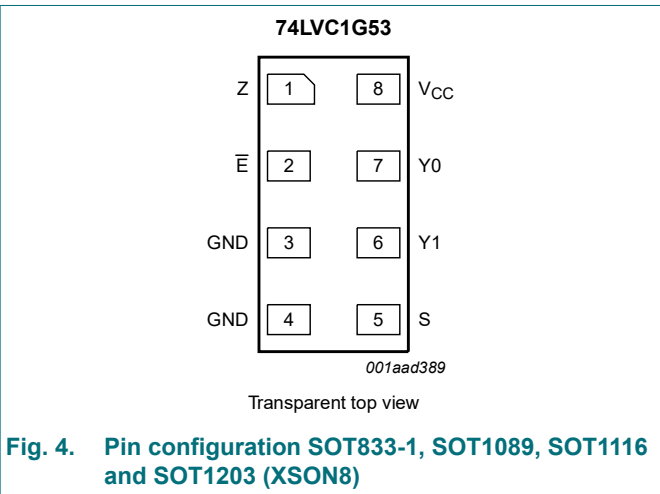 74LVC1G53
Z 1 8 VCC
E̅ 2 7 Y0
GND 3 6 Y1
GND 4 5 S
001aad389
Transparent top view
Fig. 4. Pin configuration SOT833-1, SOT1089, SOT1116
and SOT1203 (XSON8)